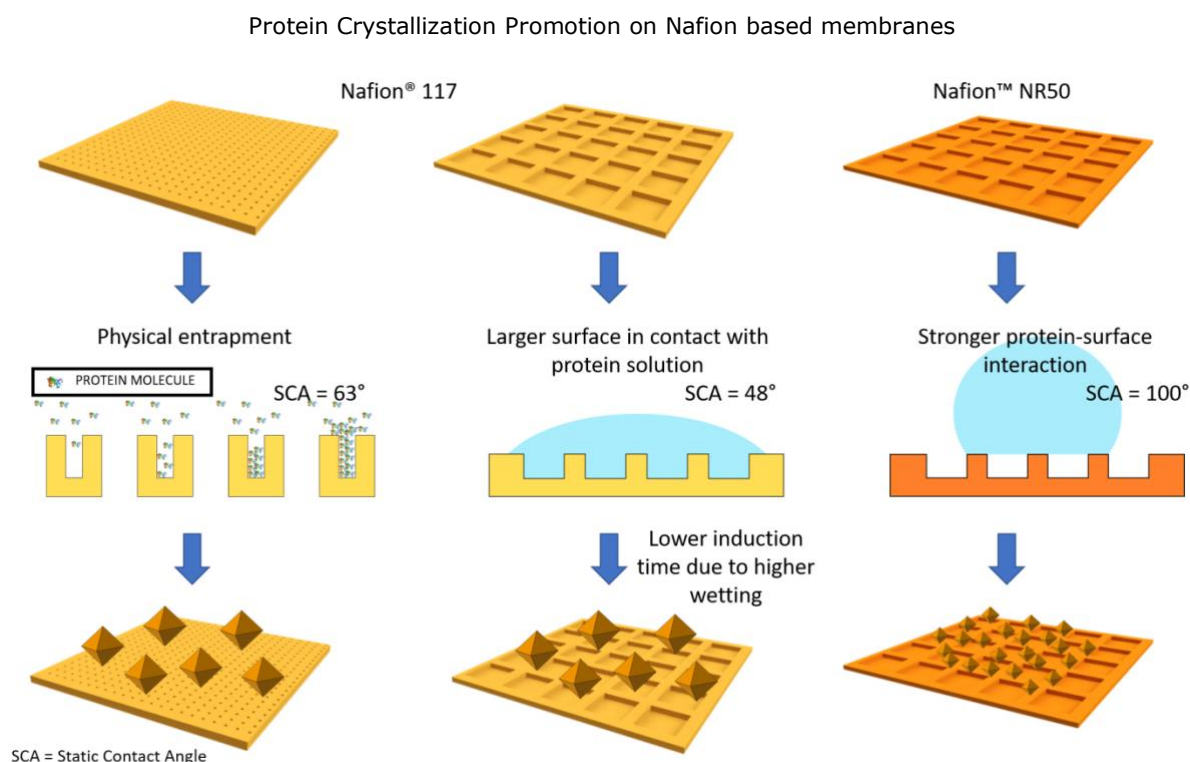 Protein Crystallization Promotion on Nafion based membranes
Nafion® 117
Nafion™ NR50
Physical entrapment
PROTEIN MOLECULE
SCA = 63°
Larger surface in contact with
protein solution
SCA = 48°
Stronger protein-surface
interaction
SCA = 100°
Lower induction
time due to higher
wetting
SCA = Static Contact Angle